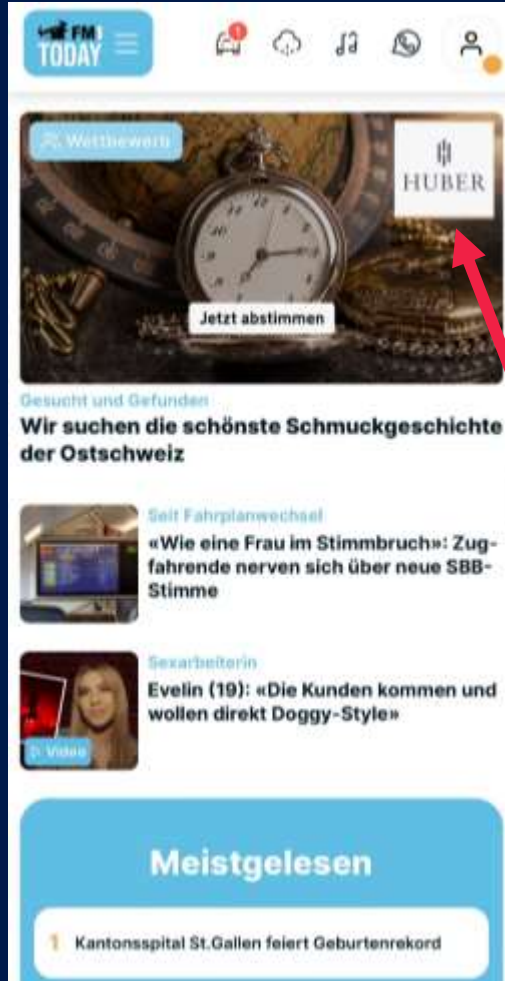 FM1
TODAY
1
Wettbewerb
HUBER
Jetzt abstimmen
Gesucht und Gefunden
Wir suchen die schönste Schmuckgeschichte
der Ostschweiz
Seit Fahrplanwechsel
«Wie eine Frau im Stimmbruch»: Zug-
fahrende nerven sich über neue SBB-
Stimme
Sexarbeiterin
Evelin (19): «Die Kunden kommen und
wollen direkt Doggy-Style»
Video
Meistgelesen
1 Kantonsspital St.Gallen feiert Geburtenrekord